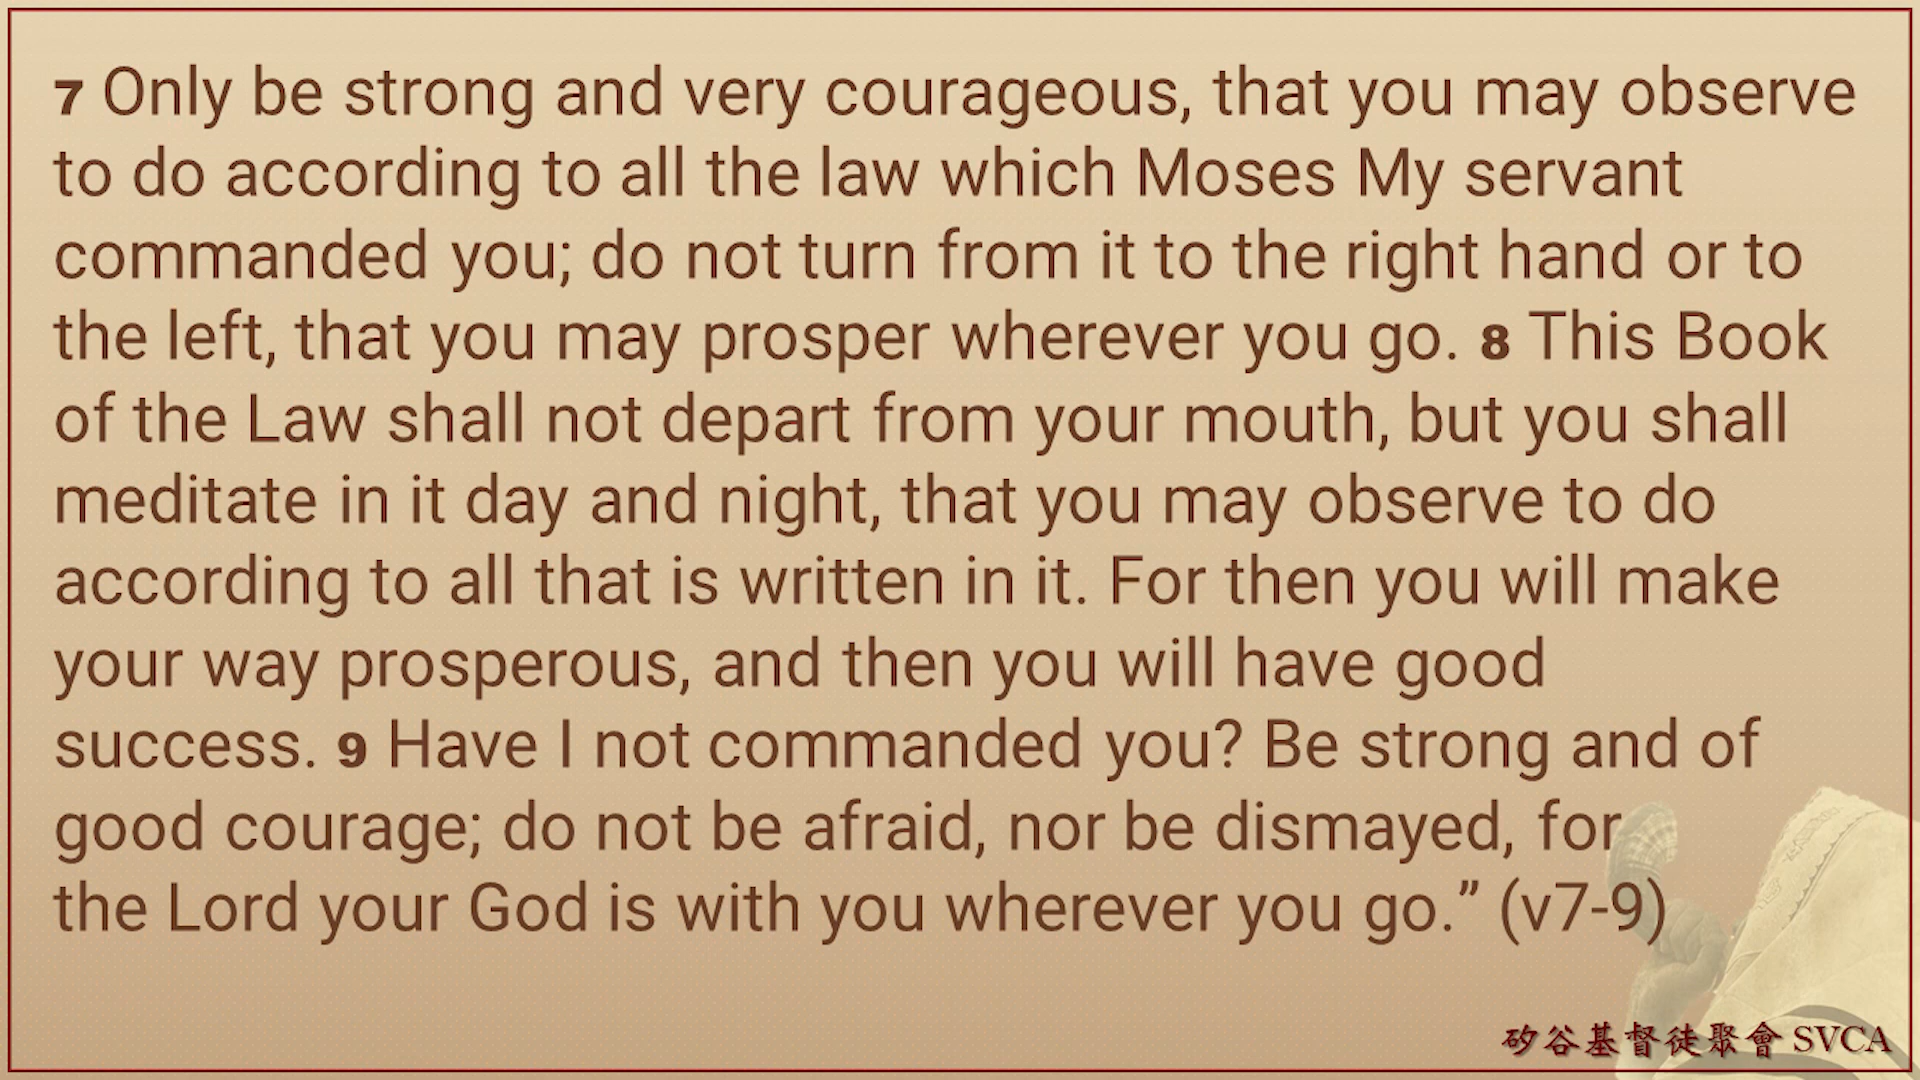 7 Only be strong and very courageous, that you may observe
to do according to all the law which Moses My servant
commanded you; do not turn from it to the right hand or to
the left, that you may prosper wherever you go. 8 This Book
of the Law shall not depart from your mouth, but you shall
meditate in it day and night, that you may observe to do
according to all that is written in it. For then you will make
your way prosperous, and then you will have good
success. 9 Have I not commanded you? Be strong and of
good courage; do not be afraid, nor be dismayed, for
the Lord your God is with you wherever you go.” (v7-9)
矽谷基督徒聚會 SVCA